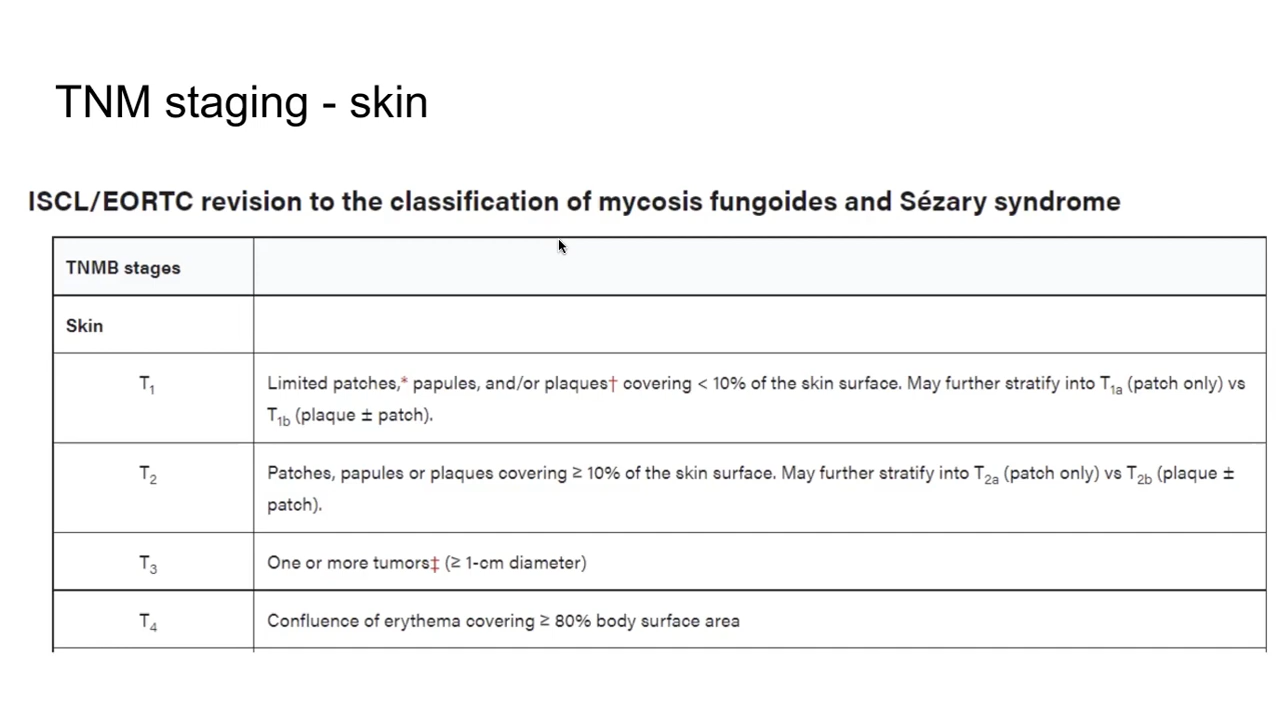 TNM staging - skin
ISCL/EORTC revision to the classification of mycosis fungoides and Sézary syndrome
TNMB stages
Skin
T1
Limited patches,* papules, and/or plaques† covering < 10% of the skin surface. May further stratify into T1a (patch only) vs
T1b (plaque ± patch).
T2
Patches, papules or plaques covering ≥ 10% of the skin surface. May further stratify into T2a (patch only) vs T2b (plaque ±
patch).
T3
One or more tumors‡ (≥ 1-cm diameter)
T4
Confluence of erythema covering ≥ 80% body surface area